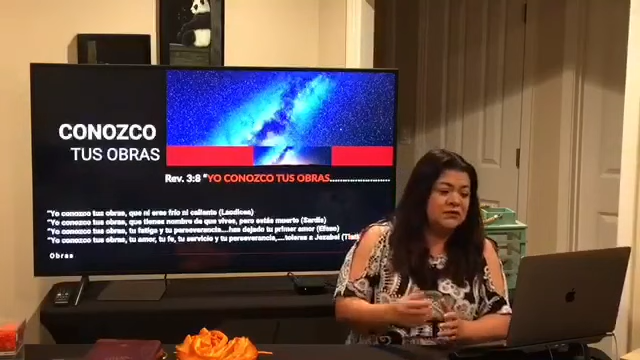 CONOZCO
TUS OBRAS
Rev. 3:8 "YO CONOZCO TUS OBRAS......................
"Yo conozco tus obras, que ni eres frío ni caliente (Laodicea)
"Yo conozco tus obras, que tienes nombre de que vives, pero estás muerto (Sardis)
"Yo conozco tus obras, tu fatiga y tu perseverancia....has dejado tu primer amor (Efeso)
"Yo conozco tus obras, tu amor, tu fe, tu servicio y tu perseverancia,....toleras a Jezabel
Obras